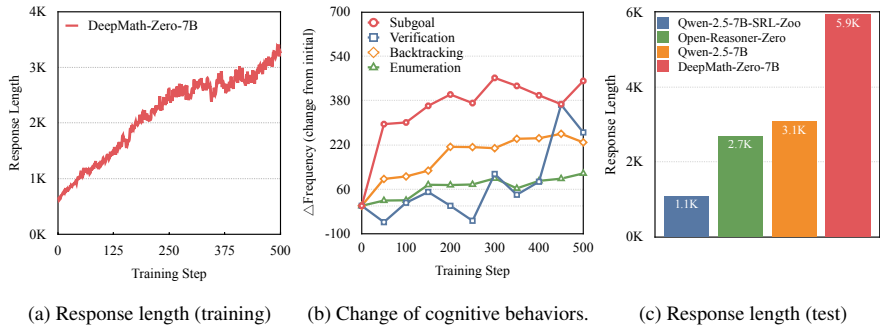 DeepMath-Zero-7B
4K
3K
2K
1K
0K
Response Length
0
125
250
375
500
Training Step
(a) Response length (training)
Subgoal
Verification
Backtracking
Enumeration
700
540
380
220
60
-100
△Frequency (change from initial)
0
100
200
300
400
500
Training Step
(b) Change of cognitive behaviors.
Qwen-2.5-7B-SRL-Zoo
Open-Reasoner-Zero
Qwen-2.5-7B
DeepMath-Zero-7B
6K
4K
2K
0K
Response Length
1.1K
2.7K
3.1K
5.9K
(c) Response length (test)